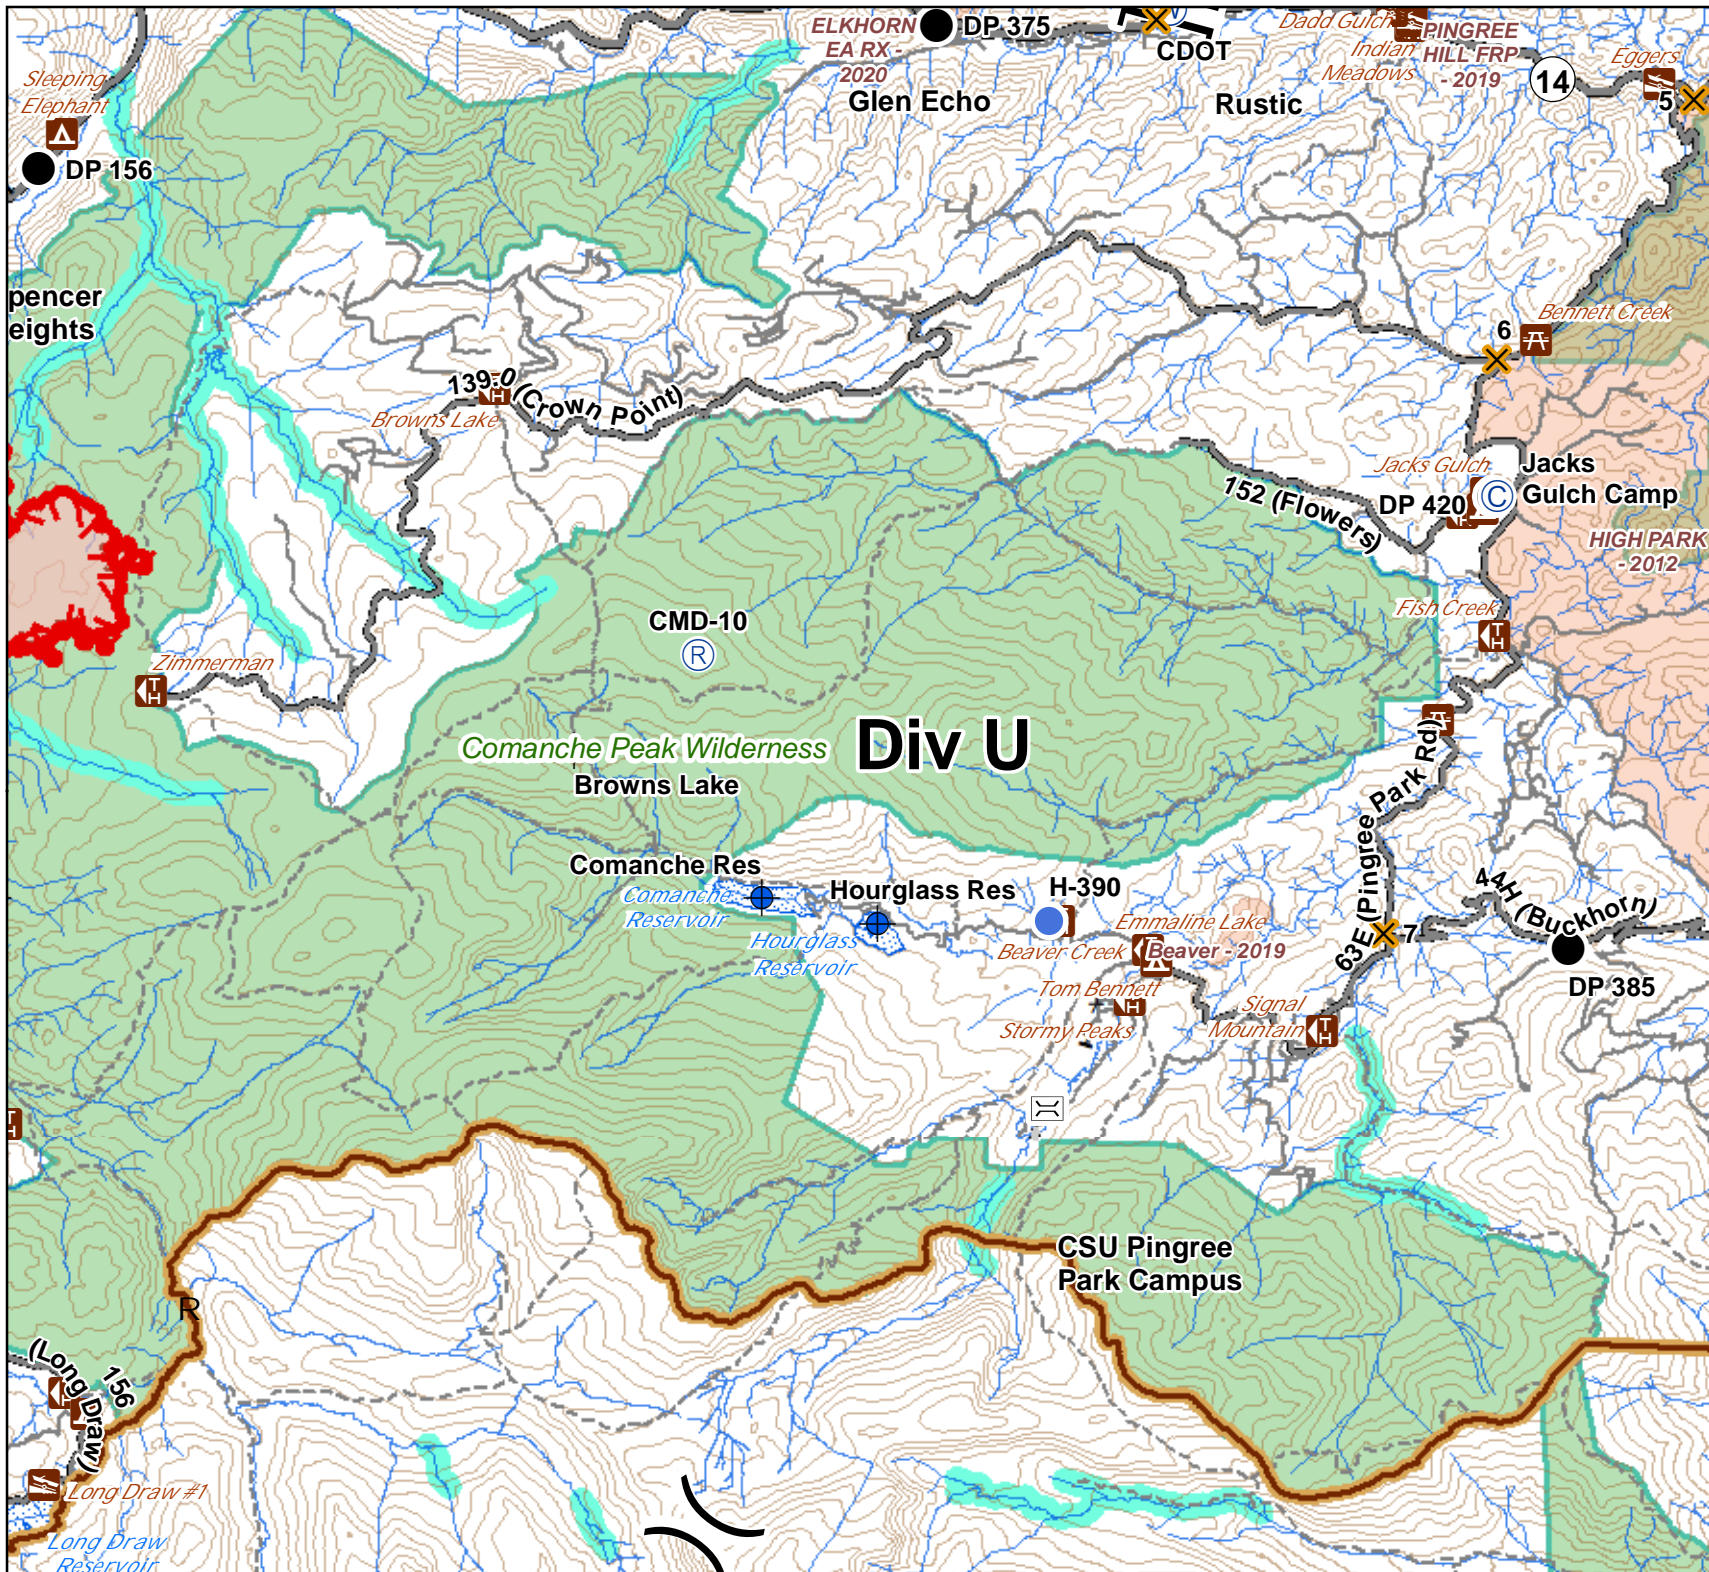 ELKHORN
EA RX -
2020
DP 375
CDOT
Dadd Gulch
Indian
Meadows
PINGREE
HILL FRP
- 2019
14
Eggers
5
Sleeping
Elephant
Glen Echo
Rustic
DP 156
pencer
eights
Bennett Creek
6
139.0 (Crown Point)
TH
Browns Lake
Jacks Gulch
Jacks
Gulch Camp
C
DP 420
152 (Flowers)
HIGH PARK
- 2012
Fish Creek
TH
CMD-10
R
Zimmerman
TH
Comanche Peak Wilderness
Div U
Browns Lake
63E (Pingree Park Rd)
Comanche Res
Comanche
Reservoir
Hourglass Res
H-390
44H (Buckhorn)
Hourglass
Reservoir
Emmaline Lake
Beaver Creek
Beaver - 2019
7
DP 385
Tom Bennett
Stormy Peaks
Signal
Mountain
TH
TH
CSU Pingree
Park Campus
R
(Long Draw)
156
Long Draw #1
Long Draw
Reservoir